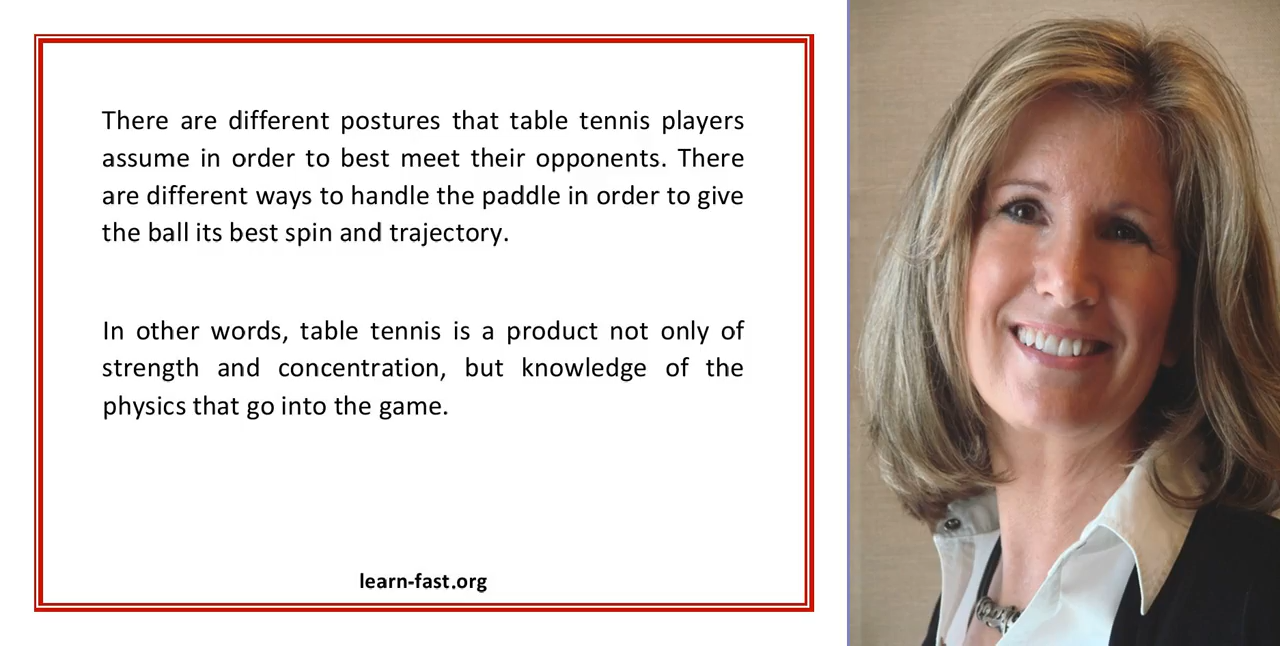 There are different postures that table tennis players
assume in order to best meet their opponents. There
are different ways to handle the paddle in order to give
the ball its best spin and trajectory.
In other words, table tennis is a product not only of
strength and concentration, but knowledge of the
physics that go into the game.
learn-fast.org